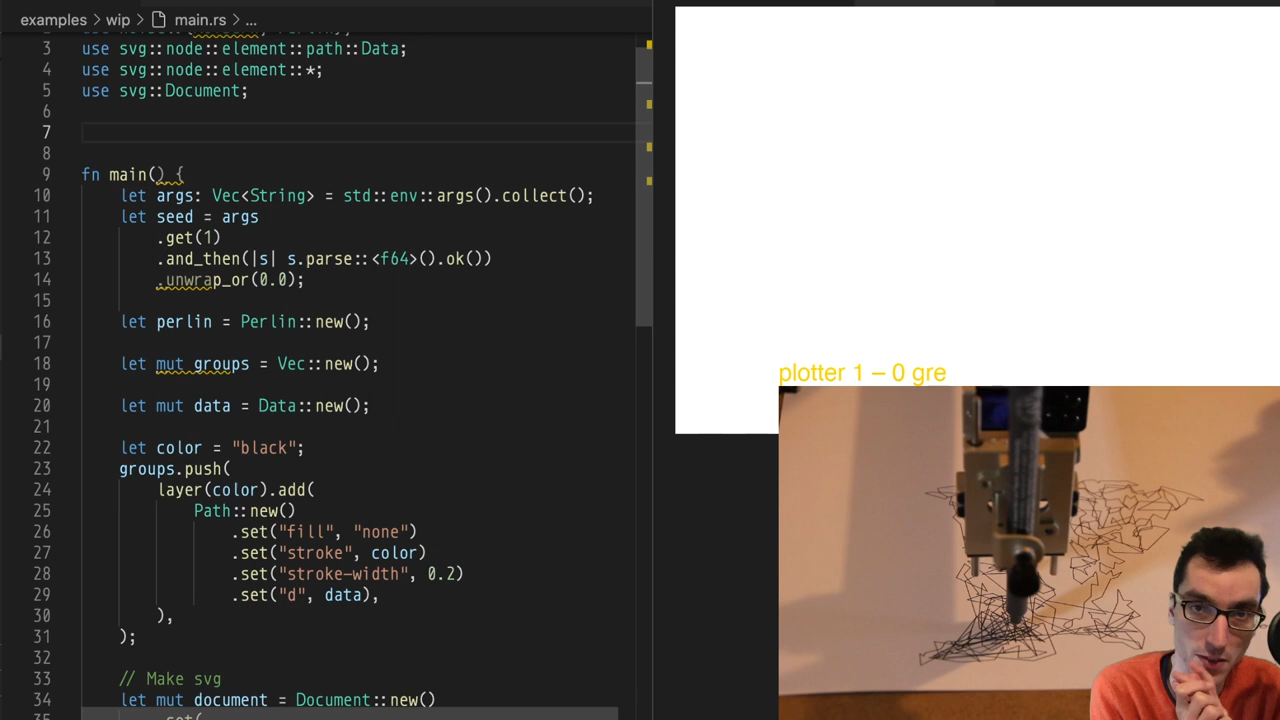 examples › wip › main.rs › ...
3 use svg::node::element::path::Data;
4 use svg::node::element::*;
5 use svg::Document;
6
7
8
9 fn main() {
10 let args: Vec<String> = std::env::args().collect();
11 let seed = args
12 .get(1)
13 .and_then(|s| s.parse::<f64>().ok())
14 .unwrap_or(0.0);
15
16 let perlin = Perlin::new();
17
18 let mut groups = Vec::new();
19
20 let mut data = Data::new();
21
22 let color = "black";
23 groups.push(
24 layer(color).add(
25 Path::new()
26 .set("fill", "none")
27 .set("stroke", color)
28 .set("stroke-width", 0.2)
29 .set("d", data),
30 ),
31 );
32
33 // Make svg
34 let mut document = Document::new()
35 .set(
plotter 1 – 0 gre